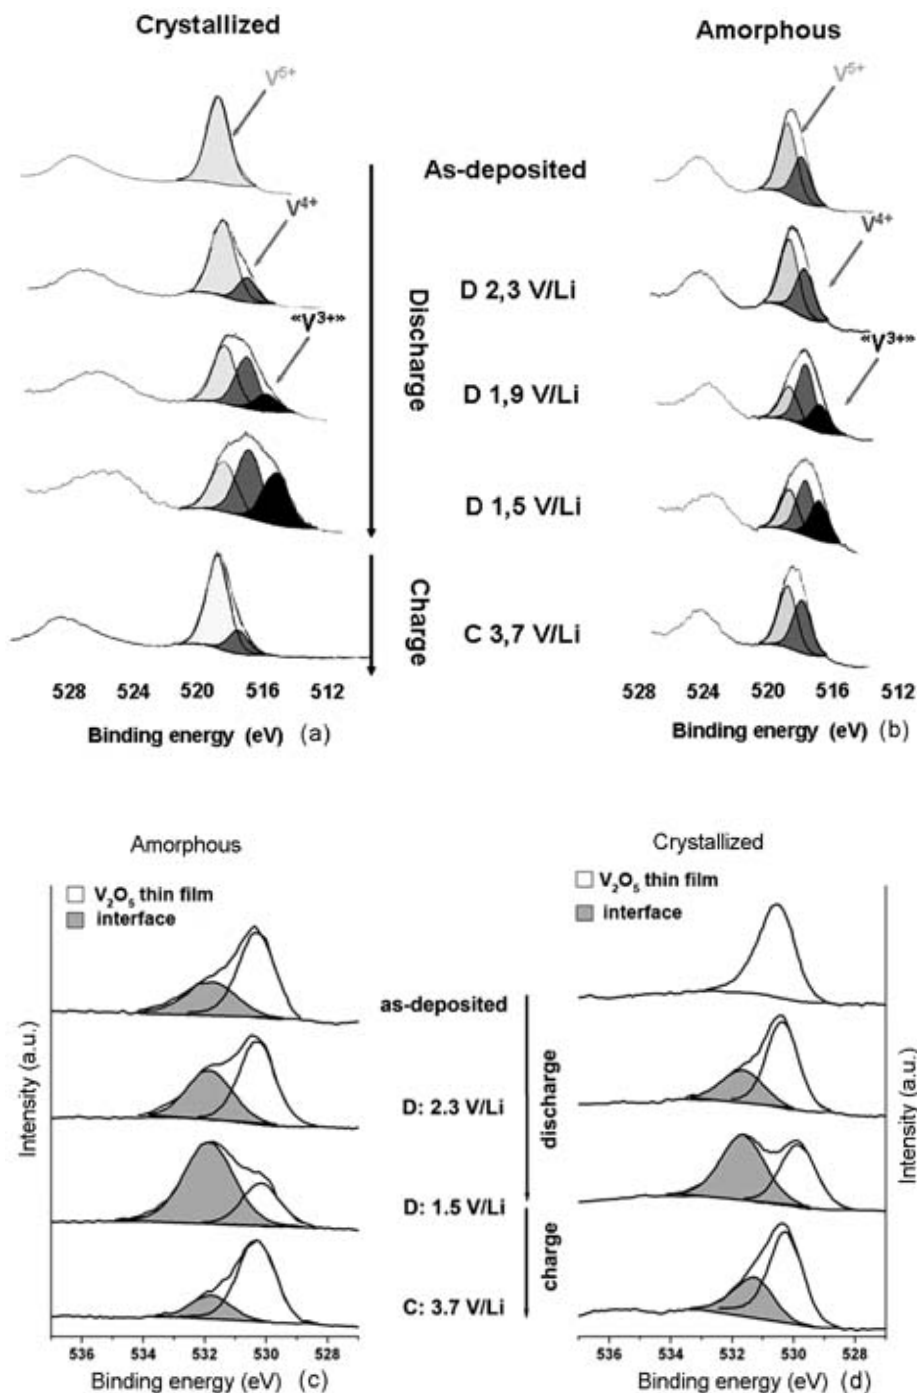 Crystallized
Amorphous
V⁵⁺
V⁵⁺
As-deposited
V⁴⁺
V⁴⁺
D 2,3 V/Li
Discharge
«V³⁺»
«V³⁺»
D 1,9 V/Li
D 1,5 V/Li
Charge
C 3,7 V/Li
528 524 520 516 512
528 524 520 516 512
Binding energy (eV) (a)
Binding energy (eV) (b)
Amorphous
Crystallized
V₂O₅ thin film
interface
V₂O₅ thin film
interface
as-deposited
D: 2.3 V/Li
discharge
D: 1.5 V/Li
charge
C: 3.7 V/Li
Intensity (a.u.)
Intensity (a.u.)
536 534 532 530 528
536 534 532 530 528
Binding energy (eV) (c)
Binding energy (eV) (d)